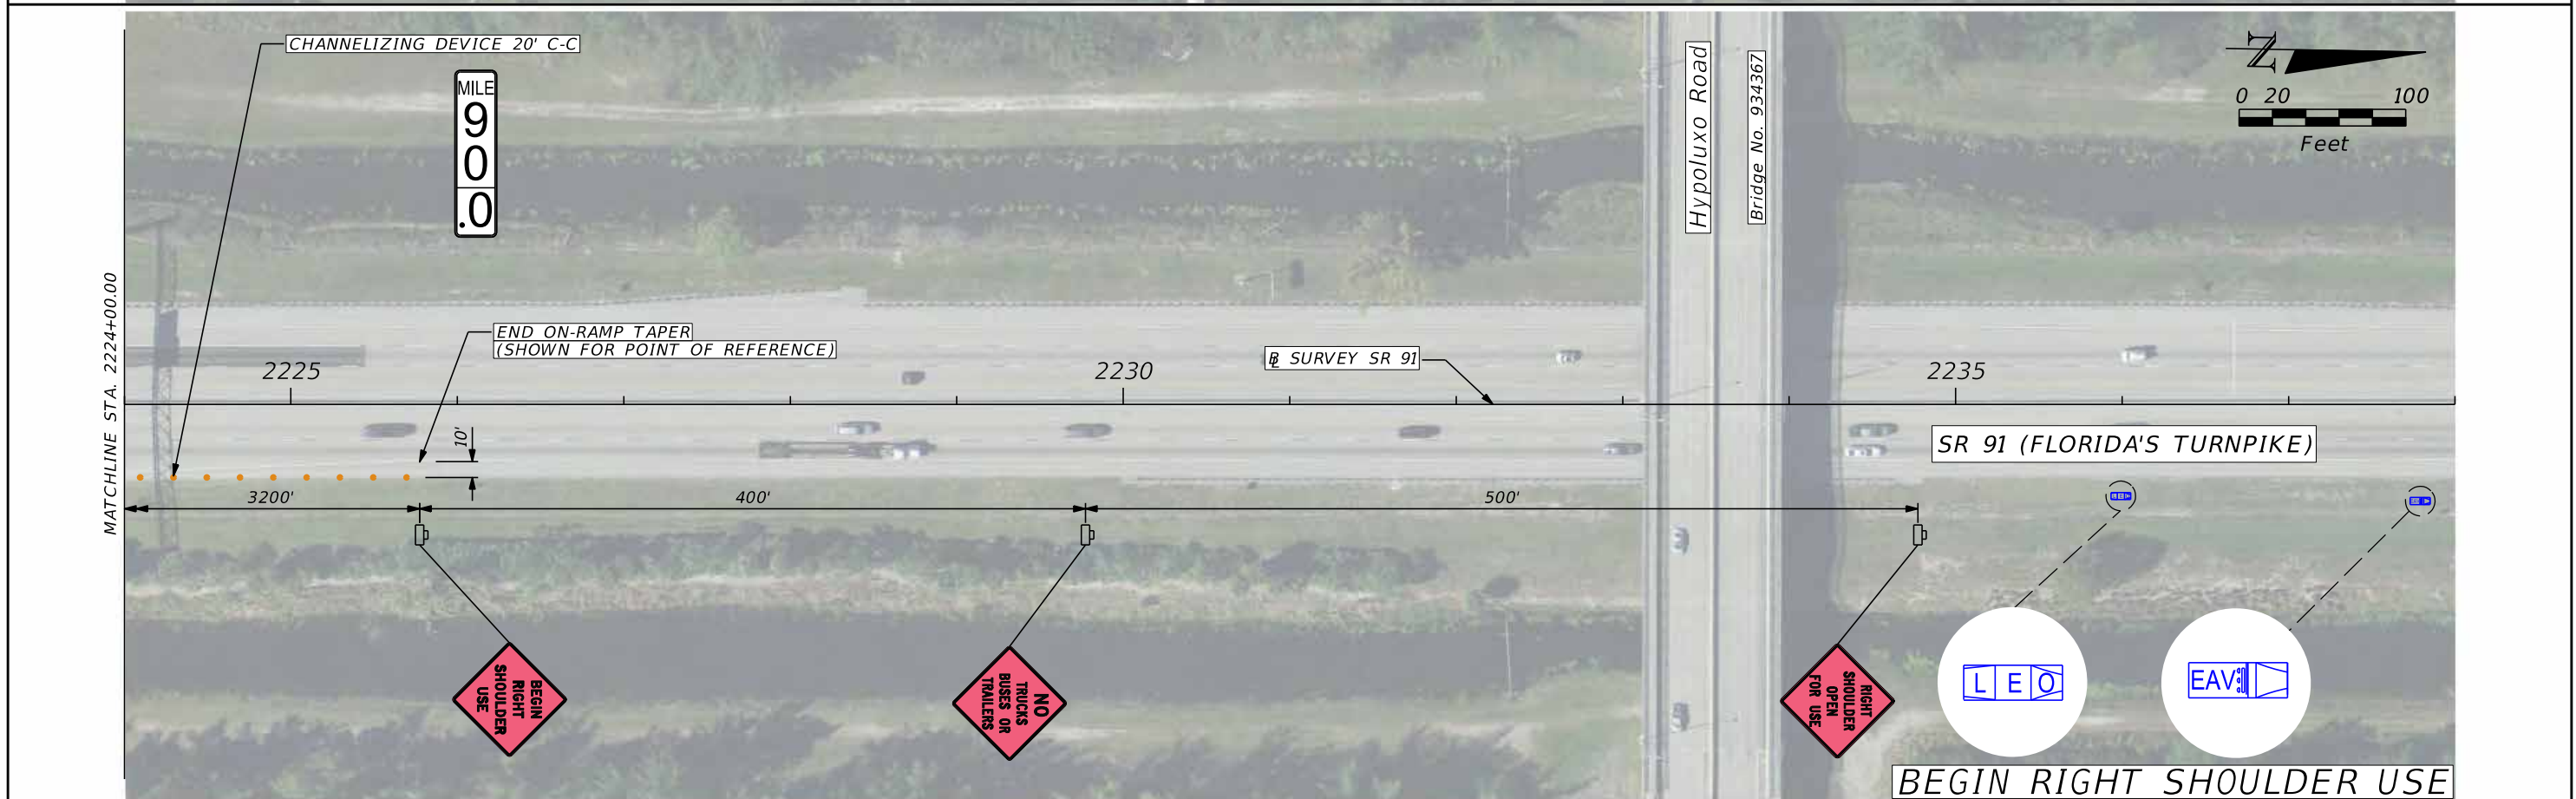 CHANNELIZING DEVICE 20' C-C
MILE
9
0
.0
Hypoluxo Road
Bridge No. 934367
N
0 20 100
Feet
MATCHLINE STA. 2224+00.00
END ON-RAMP TAPER
(SHOWN FOR POINT OF REFERENCE)
2225
2230
℄ SURVEY SR 91
2235
10'
SR 91 (FLORIDA'S TURNPIKE)
3200'
400'
500'
BEGIN
RIGHT
SHOULDER
USE
NO
TRUCKS
BUSES OR
TRAILERS
RIGHT
SHOULDER
OPEN
FOR USE
LEO
EAV
BEGIN RIGHT SHOULDER USE